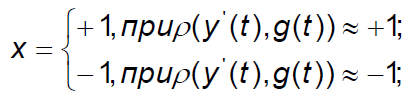 x = { +1, при ρ(y'(t), g(t)) ≈ +1;
−1, при ρ(y'(t), g(t)) ≈ −1;